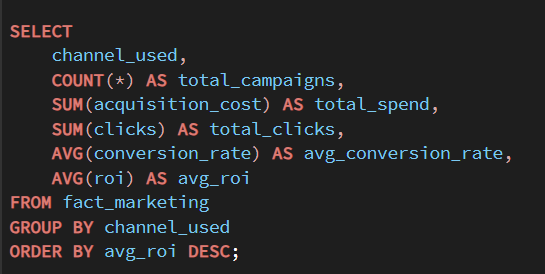 SELECT
    channel_used,
    COUNT(*) AS total_campaigns,
    SUM(acquisition_cost) AS total_spend,
    SUM(clicks) AS total_clicks,
    AVG(conversion_rate) AS avg_conversion_rate,
    AVG(roi) AS avg_roi
FROM fact_marketing
GROUP BY channel_used
ORDER BY avg_roi DESC;